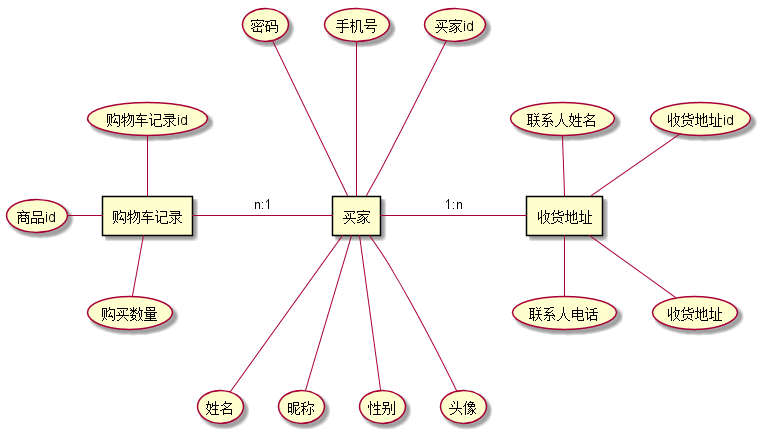 密码
手机号
买家id
购物车记录id
联系人姓名
收货地址id
商品id
购物车记录
n:1
买家
1:n
收货地址
购买数量
联系人电话
收货地址
姓名
昵称
性别
头像